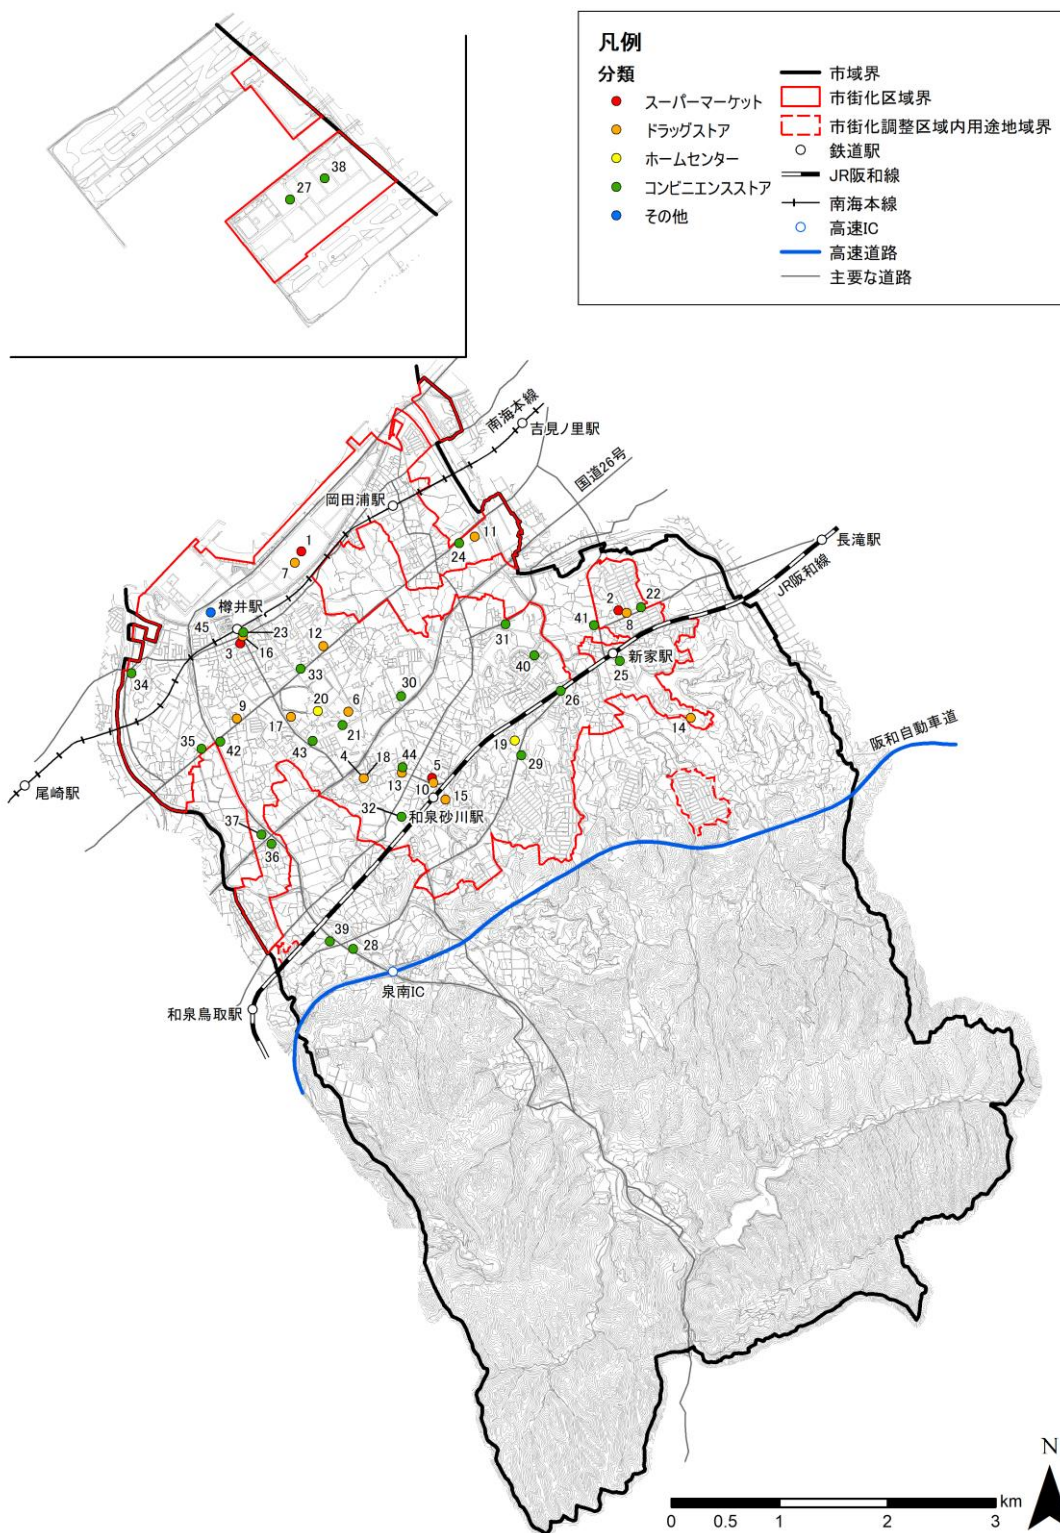 凡例
分類
スーパーマーケット
ドラッグストア
ホームセンター
コンビニエンスストア
その他
市域界
市街化区域界
市街化調整区域内用途地域界
鉄道駅
JR阪和線
南海本線
高速IC
高速道路
主要な道路
38
27
南海本線
吉見ノ里駅
国道26号
岡田浦駅
11
24
長滝駅
JR阪和線
1
7
2
22
8
41
樽井駅
45
23
16
3
12
31
新家駅
40
25
33
34
30
26
20
6
9
17
21
14
阪和自動車道
19
29
35
42
43
44
4
18
13
5
10
15
尾崎駅
32
和泉砂川駅
37
36
39
28
泉南IC
和泉鳥取駅
N
km
0
0.5
1
2
3